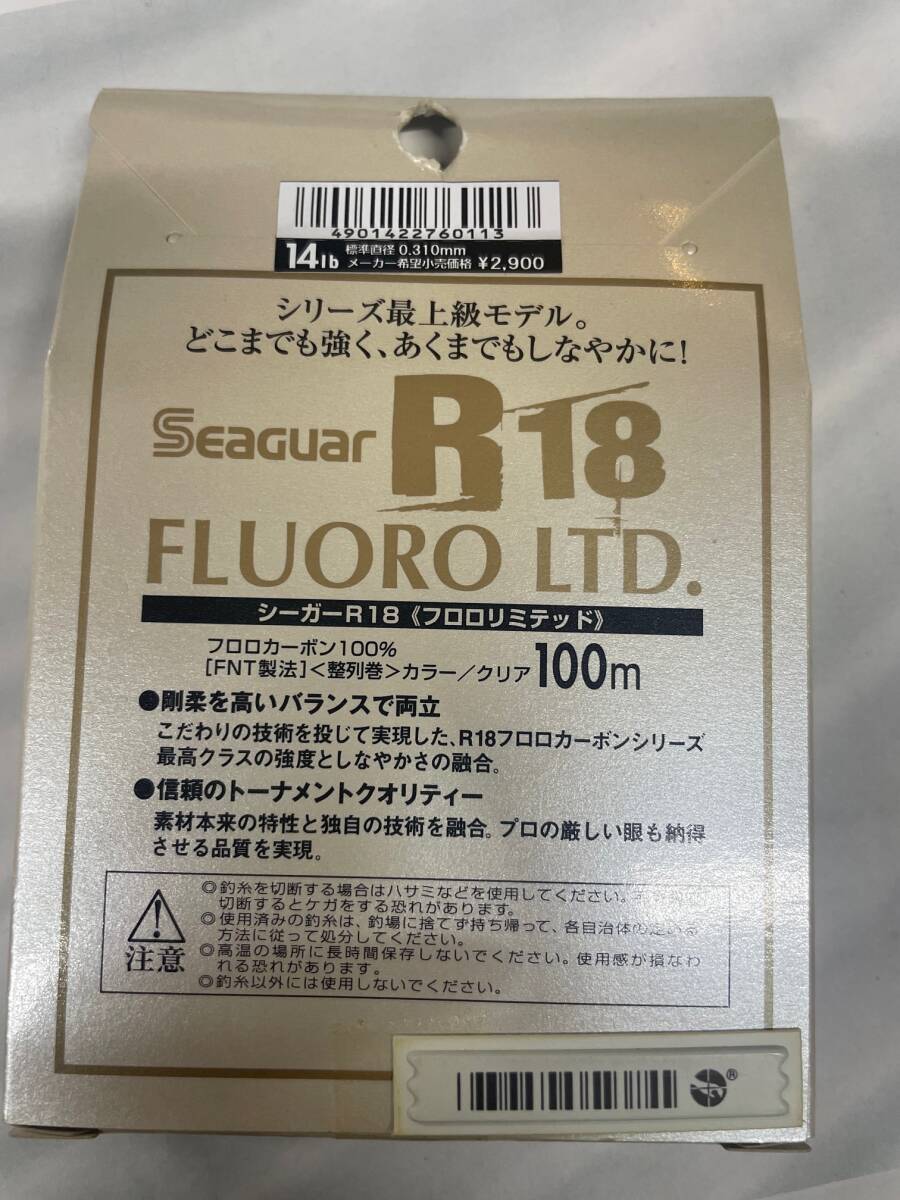 4901422760113
14lb 標準直径 0.310mm
メーカー希望小売価格 ¥2,900
シリーズ最上級モデル。
どこまでも強く、あくまでもしなやかに!
Seaguar R18
FLUORO LTD.
シーガーR18《フロロリミテッド》
フロロカーボン100%
[FNT製法]<整列巻>カラー/クリア 100m
●剛柔を高いバランスで両立
こだわりの技術を投じて実現した、R18フロロカーボンシリーズ
最高クラスの強度としなやかさの融合。
●信頼のトーナメントクオリティー
素材本来の特性と独自の技術を融合。プロの厳しい眼も納得
させる品質を実現。
注意
◎釣糸を切断する場合はハサミなどを使用してください。
切断するとケガをする恐れがあります。
◎使用済みの釣糸は、釣場に捨てず持ち帰って、各自治体の定める
方法に従って処分してください。
◎高温の場所に長時間保存しないでください。使用感が損なわ
れる恐れがあります。
◎釣糸以外には使用しないでください。
®